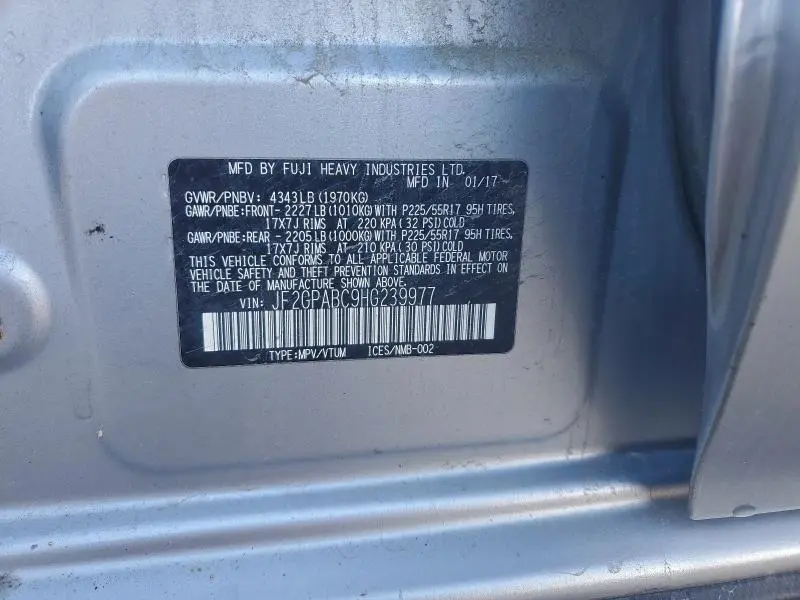 MFD BY FUJI HEAVY INDUSTRIES LTD.
MFD IN 01/17
GVWR/PNBV: 4343LB(1970KG)
GAWR/PNBE:FRONT- 2227LB(1010KG)WITH P225/55R17 95H TIRES,
17X7J RIMS AT 220 KPA(32 PSI)COLD
GAWR/PNBE:REAR - 2205LB(1000KG)WITH P225/55R17 95H TIRES,
17X7J RIMS AT 210 KPA(30 PSI)COLD
THIS VEHICLE CONFORMS TO ALL APPLICABLE FEDERAL MOTOR
VEHICLE SAFETY AND THEFT PREVENTION STANDARDS IN EFFECT ON
THE DATE OF MANUFACTURE SHOWN ABOVE.
VIN: JF2GPABC9HG239977
TYPE:MPV/VTUM ICES/NMB-002